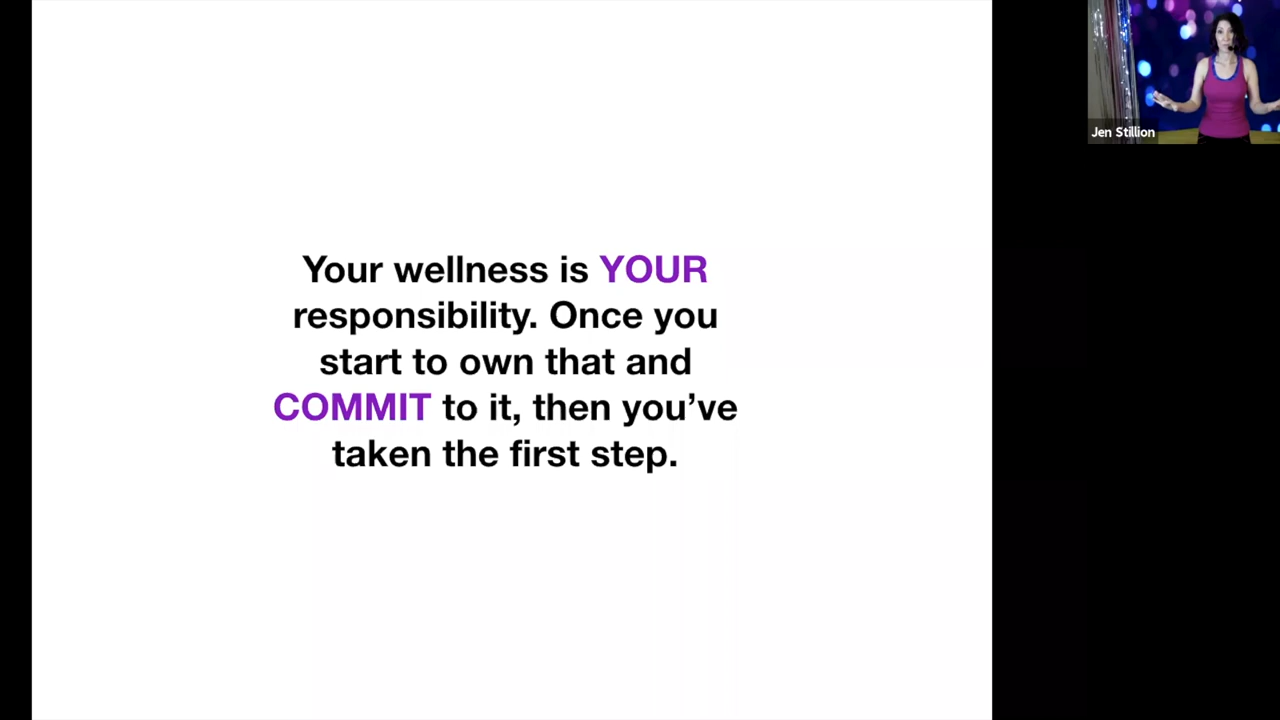 Your wellness is YOUR
responsibility. Once you
start to own that and
COMMIT to it, then you’ve
taken the first step.
Jen Stillion